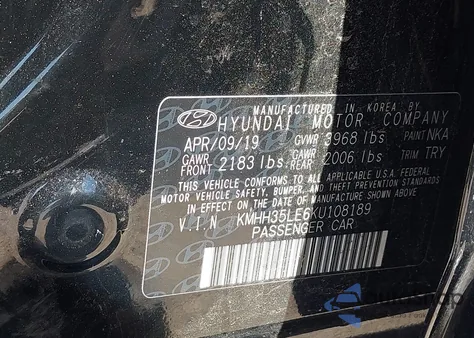 MANUFACTURED IN KOREA BY
HYUNDAI MOTOR COMPANY
APR/09/19 GVWR 3968 lbs PAINT NKA
GAWR FRONT 2183 lbs GAWR REAR 2006 lbs TRIM TRY
THIS VEHICLE CONFORMS TO ALL APPLICABLE U.S.A. FEDERAL
MOTOR VEHICLE SAFETY, BUMPER, AND THEFT PREVENTION STANDARDS
IN EFFECT ON THE DATE OF MANUFACTURE SHOWN ABOVE
V.I.N KMHH35LE6KU108189
PASSENGER CAR